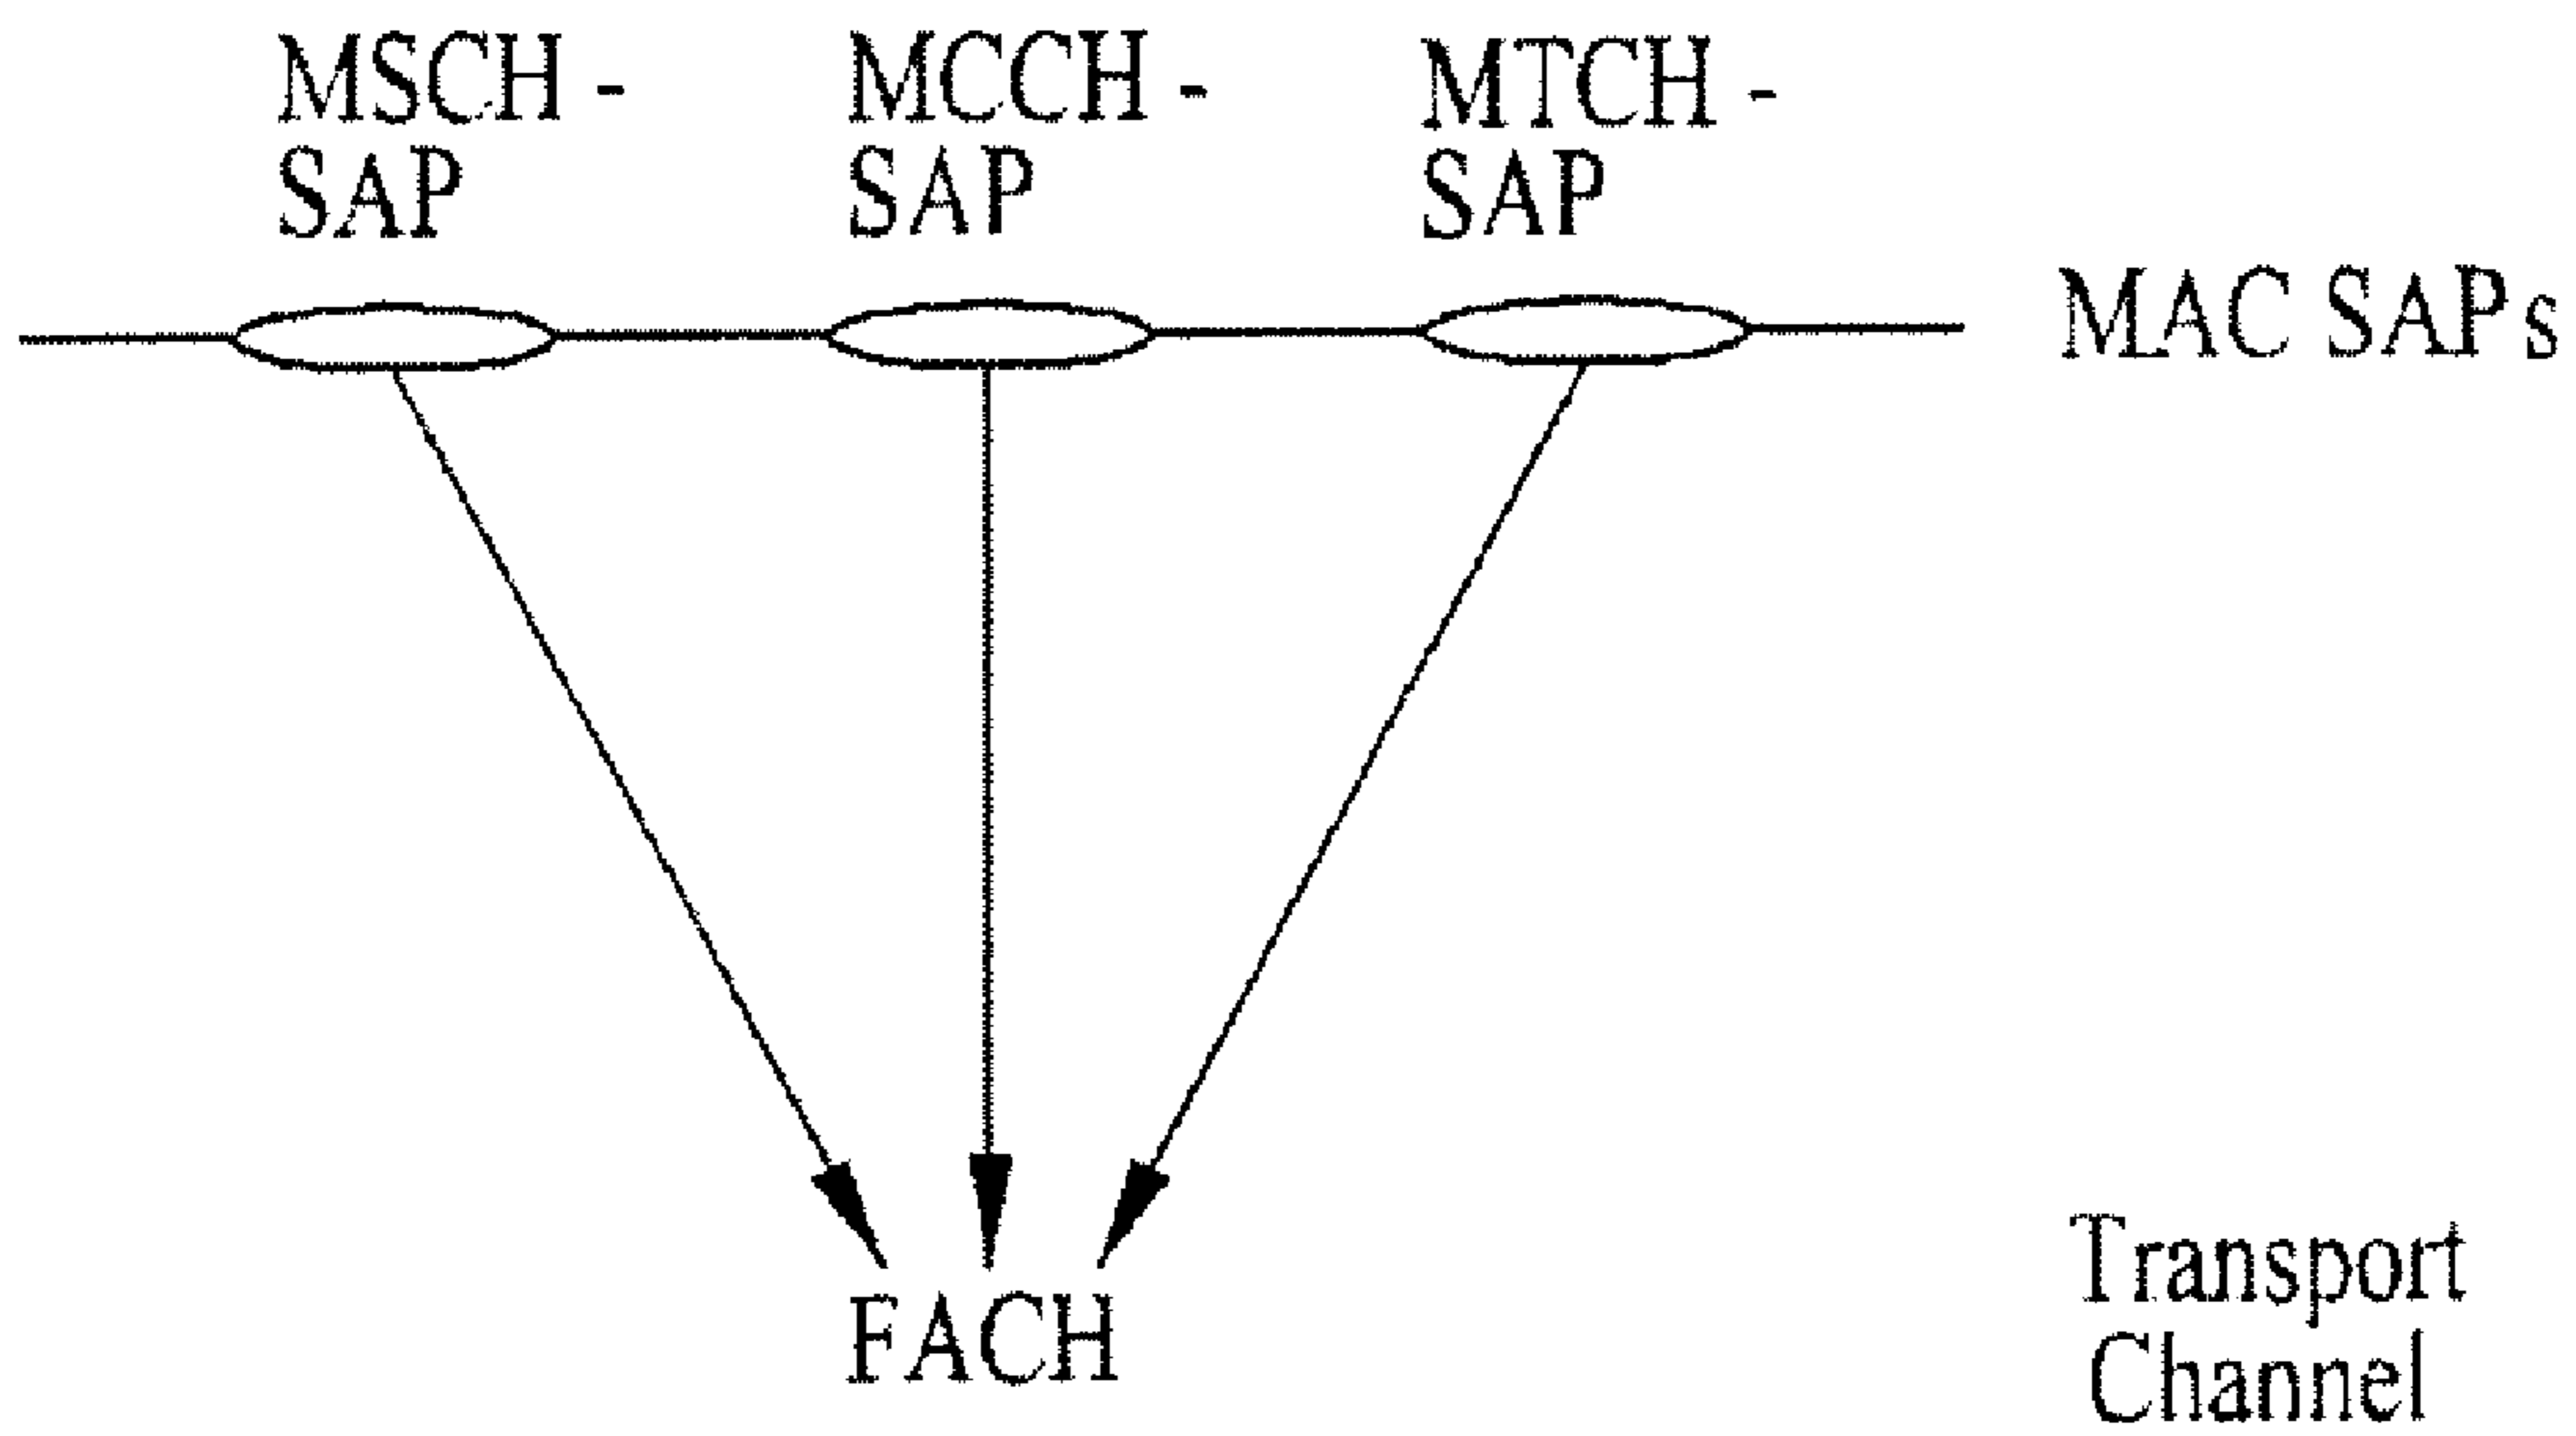 MSCH -
SAP
MCCH -
SAP
MTCH -
SAP
MAC SAPs
FACH
Transport
Channel